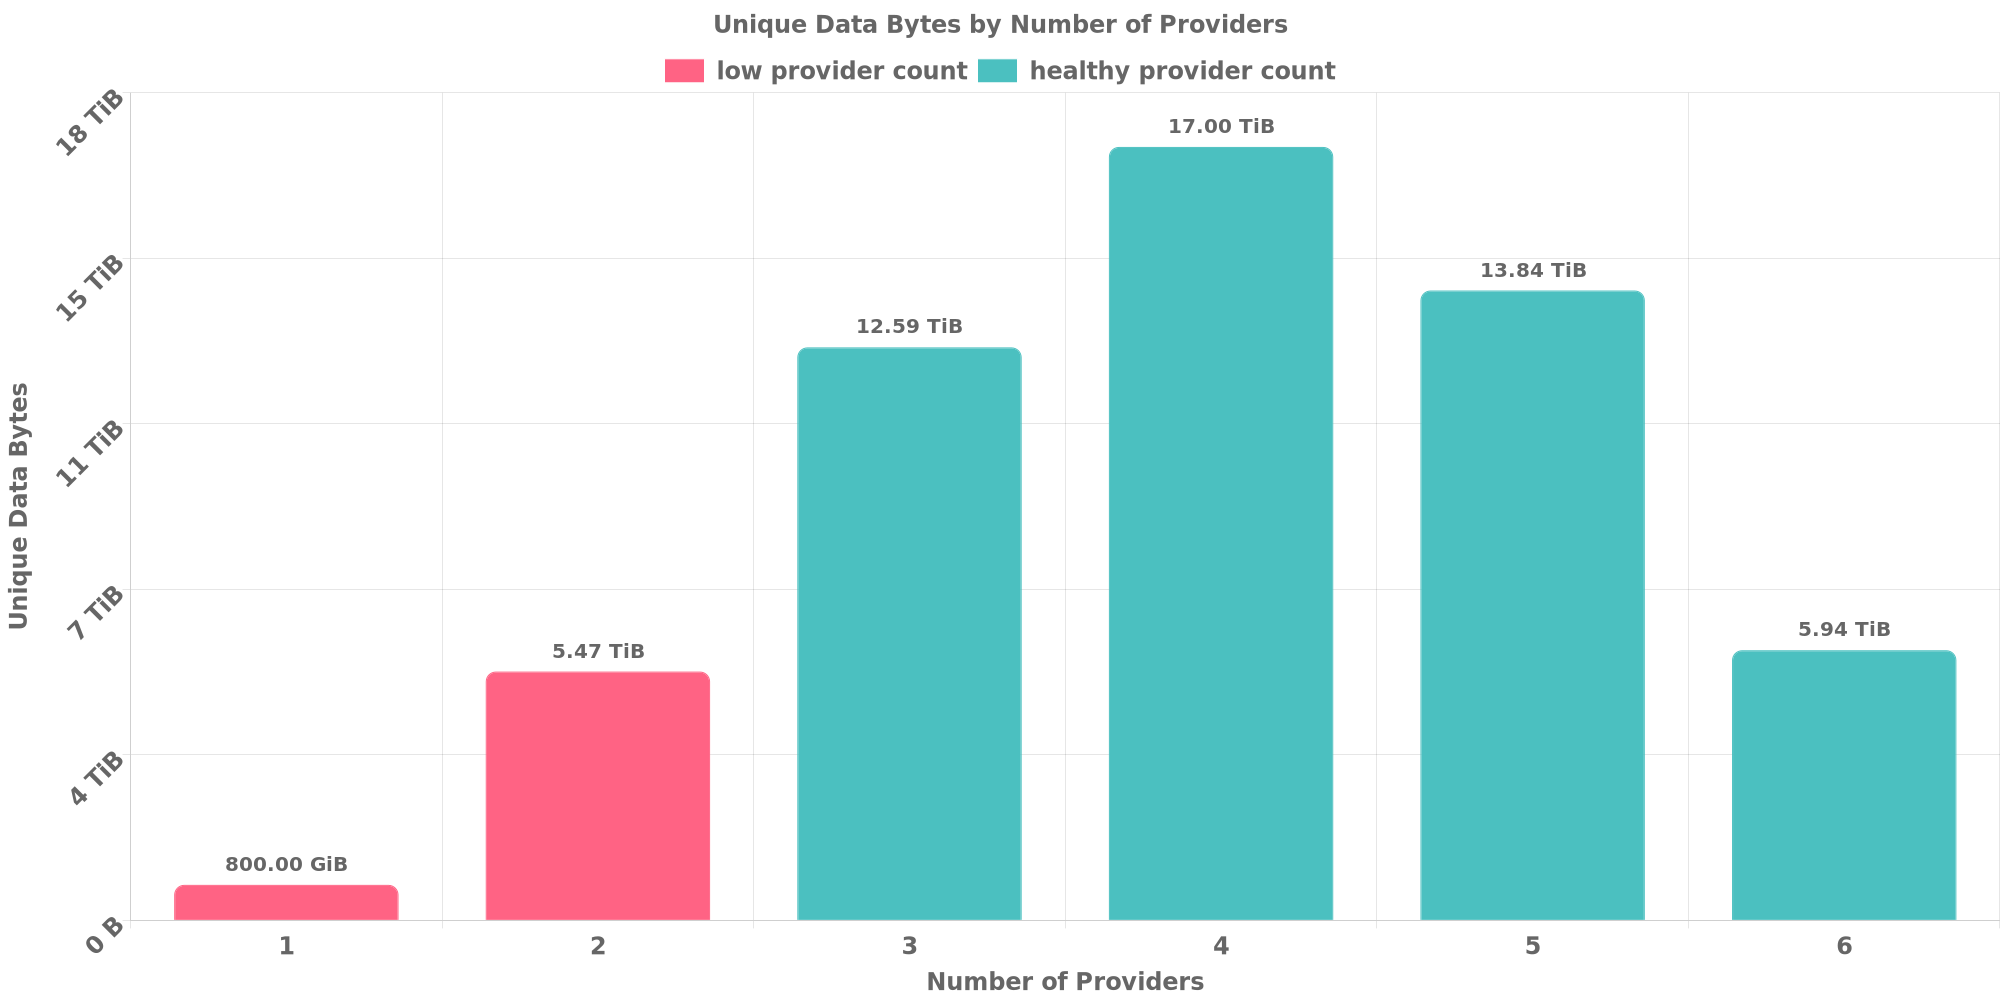 Unique Data Bytes by Number of Providers
low provider count healthy provider count
18 TiB
15 TiB
11 TiB
7 TiB
4 TiB
0 B
Unique Data Bytes
800.00 GiB
5.47 TiB
12.59 TiB
17.00 TiB
13.84 TiB
5.94 TiB
1 2 3 4 5 6
Number of Providers